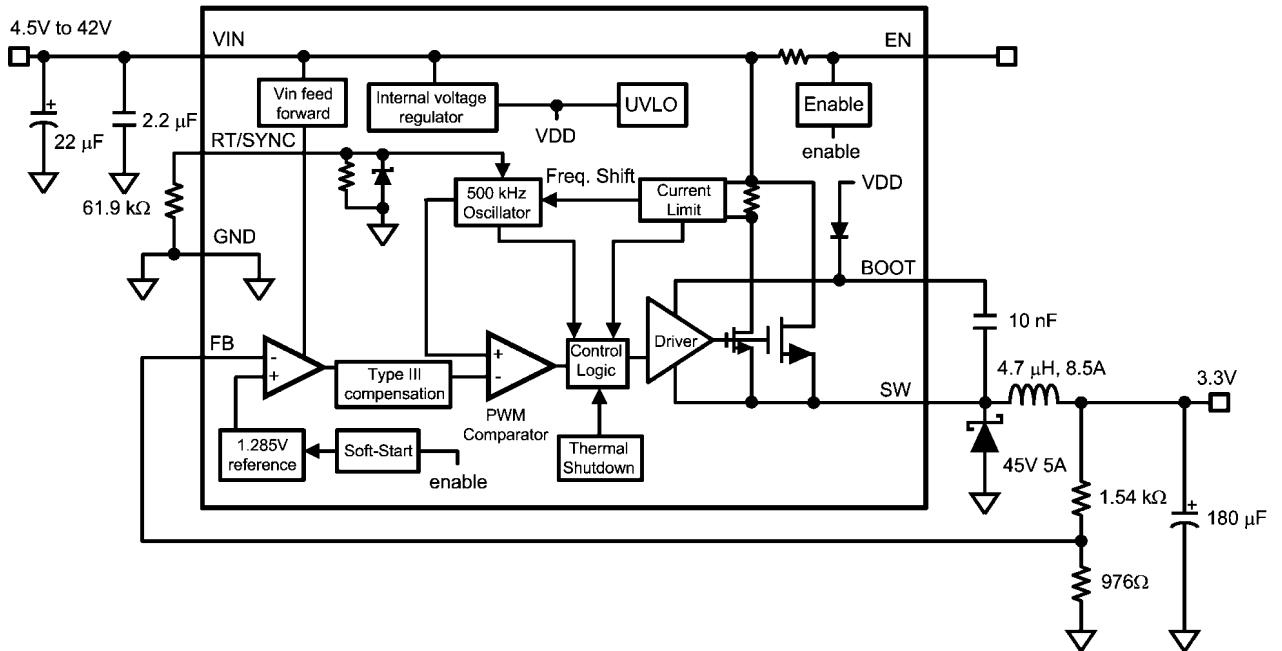 4.5V to 42V
VIN
EN
Vin feed
forward
Internal voltage
regulator
UVLO
Enable
VDD
enable
+
22 µF
2.2 µF
RT/SYNC
61.9 kΩ
500 kHz
Oscillator
Freq. Shift
Current
Limit
VDD
GND
BOOT
10 nF
FB
-
+
Type III
compensation
+
-
PWM
Comparator
Control
Logic
Driver
SW
4.7 µH, 8.5A
3.3V
1.285V
reference
Soft-Start
enable
Thermal
Shutdown
45V 5A
1.54 kΩ
+
180 µF
976Ω